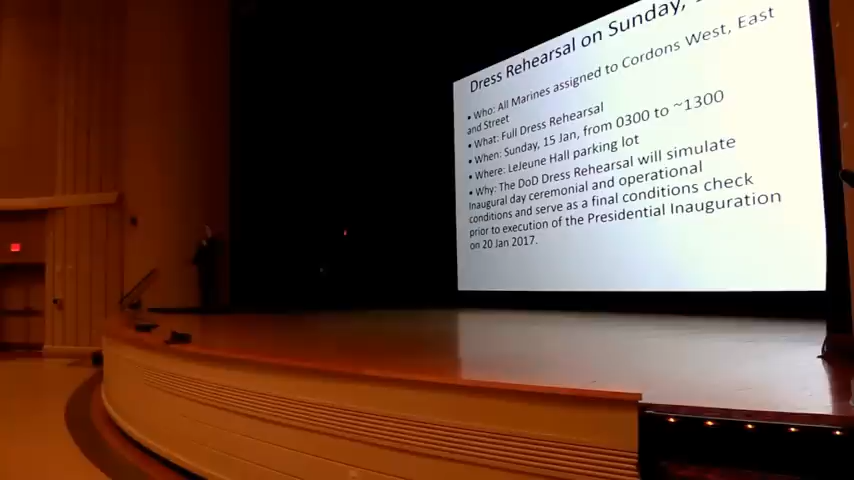 Dress Rehearsal on Sunday,
• Who: All Marines assigned to Cordons West, East
and Street
• What: Full Dress Rehearsal
• When: Sunday, 15 Jan, from 0300 to ~1300
• Where: LeJeune Hall parking lot
• Why: The DoD Dress Rehearsal will simulate
Inaugural day ceremonial and operational
conditions and serve as a final conditions check
prior to execution of the Presidential Inauguration
on 20 Jan 2017.